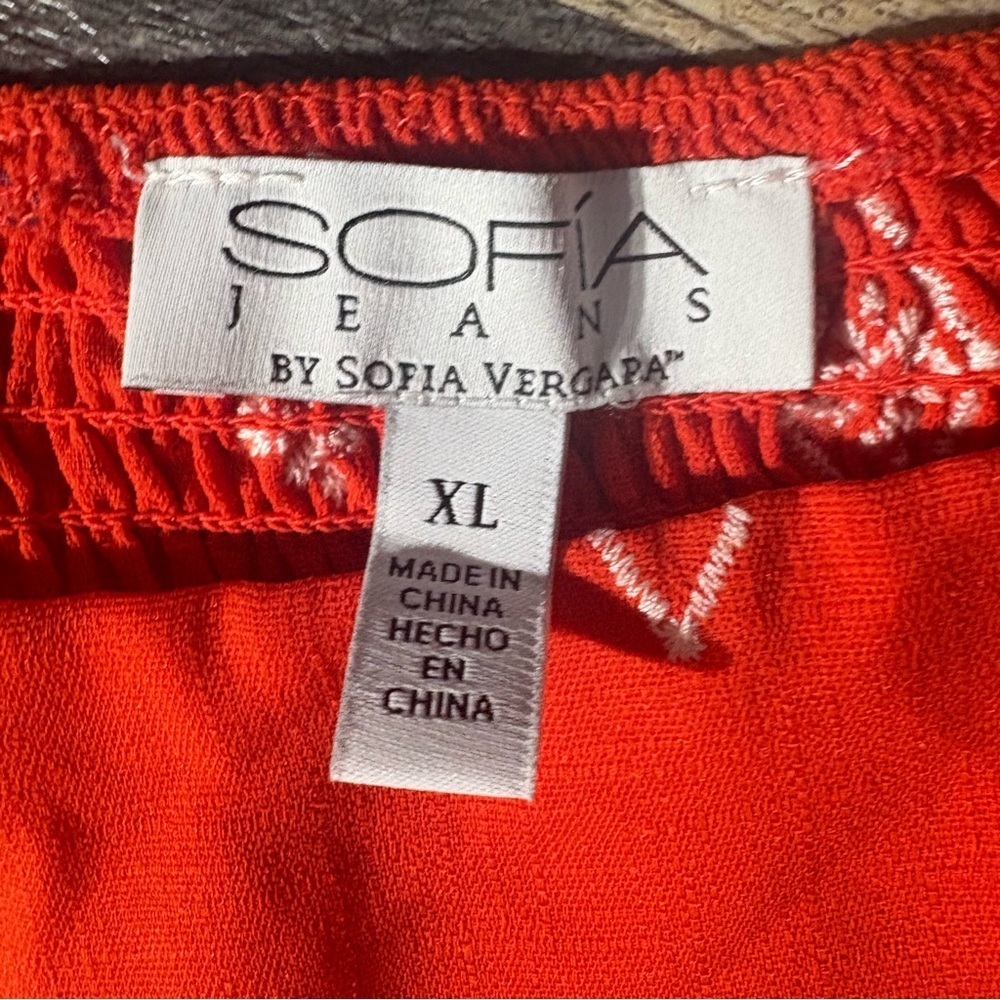 SOFÍA
JEANS
BY SOFIA VERGARA™
XL
MADE IN
CHINA
HECHO
EN
CHINA